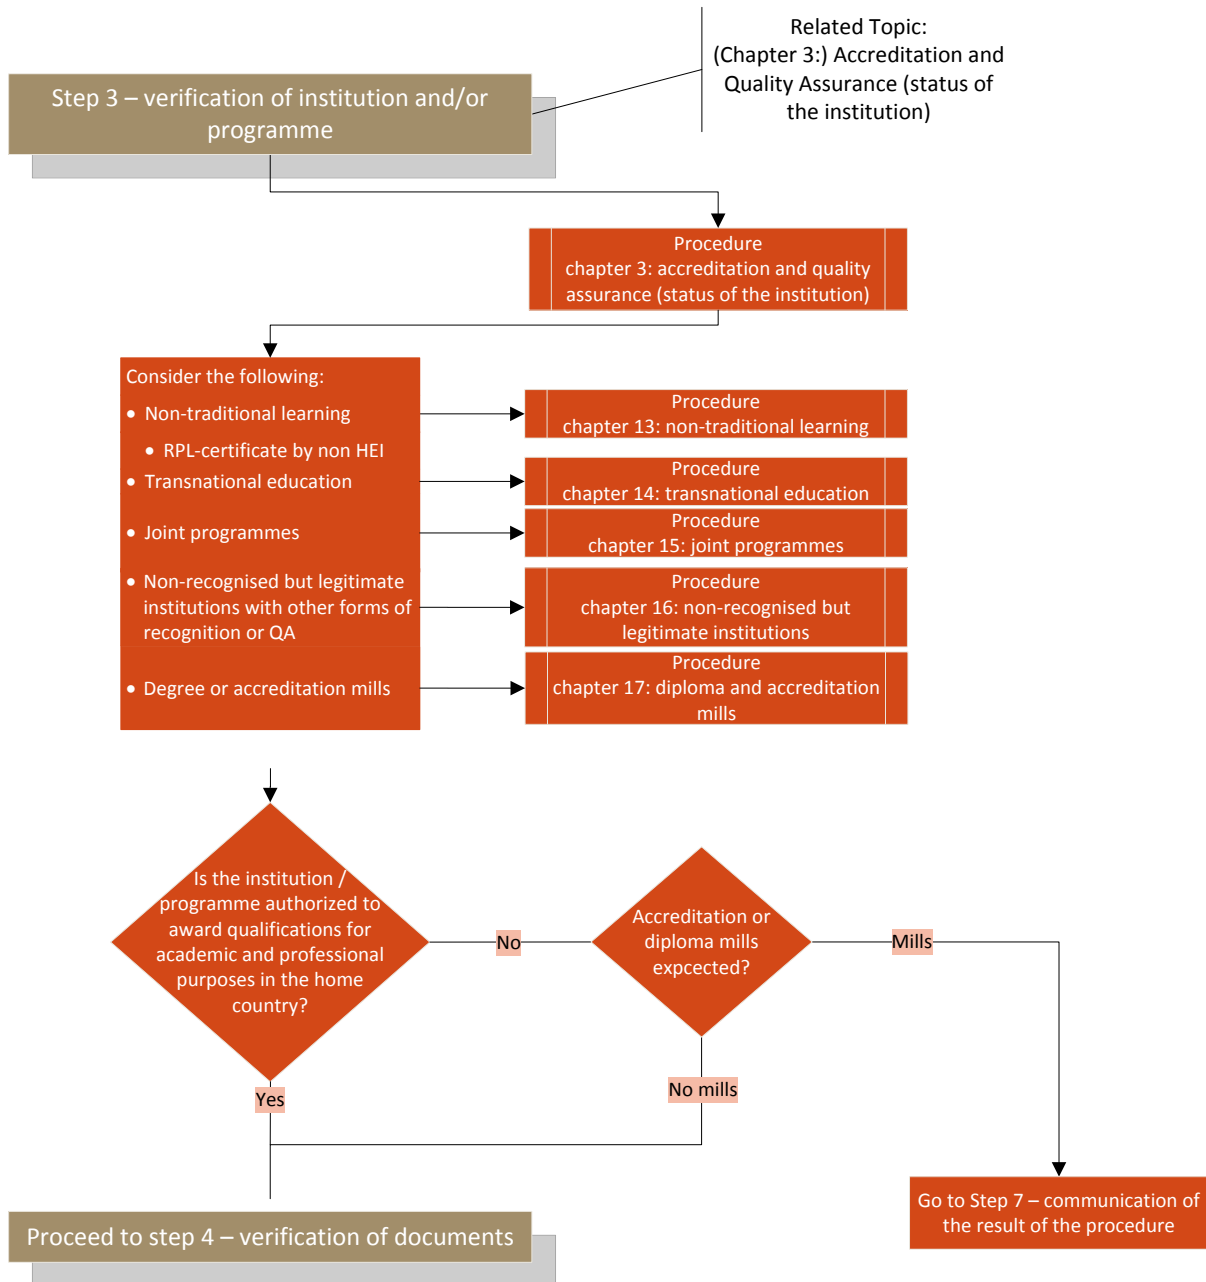 Related Topic:
(Chapter 3:) Accreditation and
Quality Assurance (status of
the institution)
Step 3 – verification of institution and/or
programme
Procedure
chapter 3: accreditation and quality
assurance (status of the institution)
Consider the following:
• Non-traditional learning
• RPL-certificate by non HEI
• Transnational education
• Joint programmes
• Non-recognised but legitimate
institutions with other forms of
recognition or QA
• Degree or accreditation mills
Procedure
chapter 13: non-traditional learning
Procedure
chapter 14: transnational education
Procedure
chapter 15: joint programmes
Procedure
chapter 16: non-recognised but
legitimate institutions
Procedure
chapter 17: diploma and accreditation
mills
Is the institution /
programme authorized to
award qualifications for
academic and professional
purposes in the home
country?
No
Accreditation or
diploma mills
expcected?
Mills
Yes
No mills
Go to Step 7 – communication of
the result of the procedure
Proceed to step 4 – verification of documents